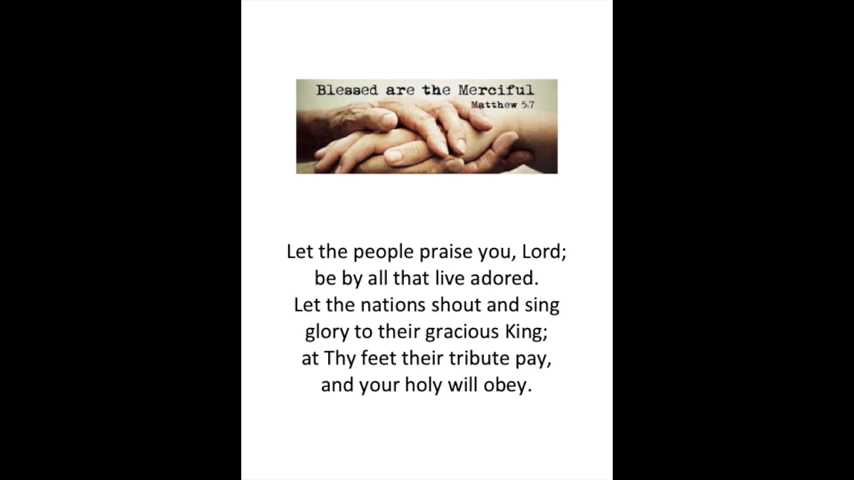 Blessed are the Merciful
Matthew 5:7
Let the people praise you, Lord;
be by all that live adored.
Let the nations shout and sing
glory to their gracious King;
at Thy feet their tribute pay,
and your holy will obey.